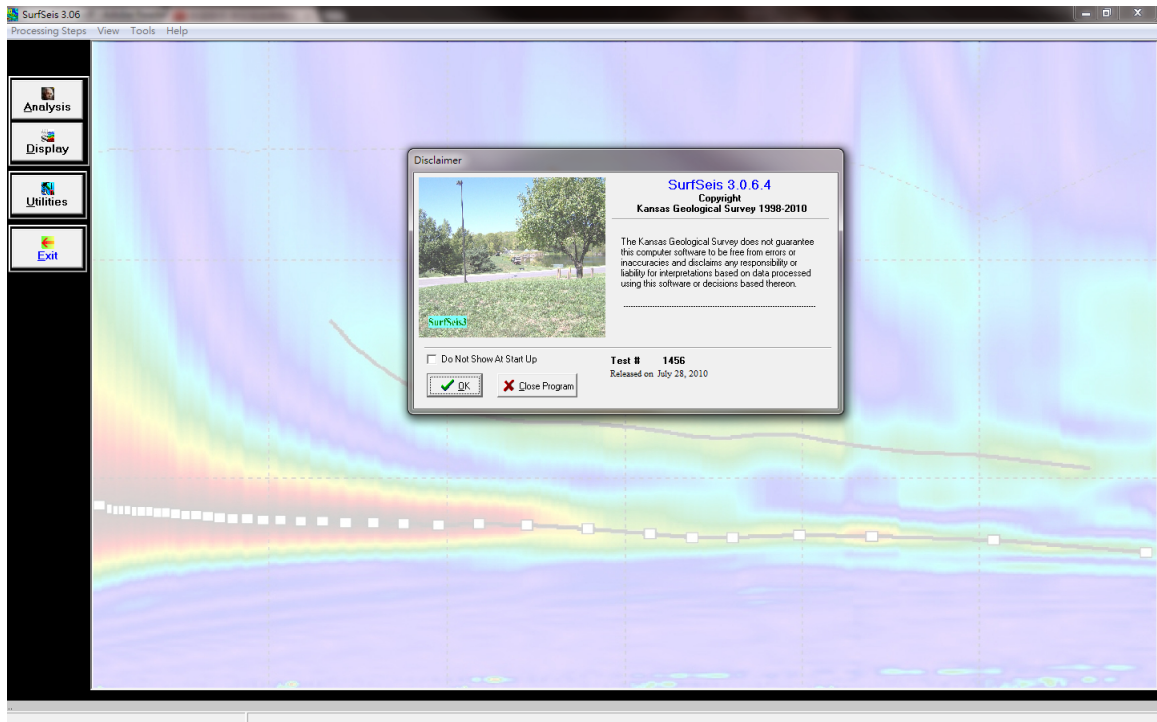 SurfSeis 3.06
Processing Steps View Tools Help
Analysis
Display
Utilities
Exit
Disclaimer
SurfSeis 3.0.6.4
Copyright
Kansas Geological Survey 1998-2010
The Kansas Geological Survey does not guarantee
this computer software to be free from errors or
inaccuracies and disclaims any responsibility or
liability for interpretations based on data processed
using this software or decisions based thereon.
SurfSeis3
Do Not Show At Start Up
Test # 1456
Released on July 28, 2010
OK
Close Program